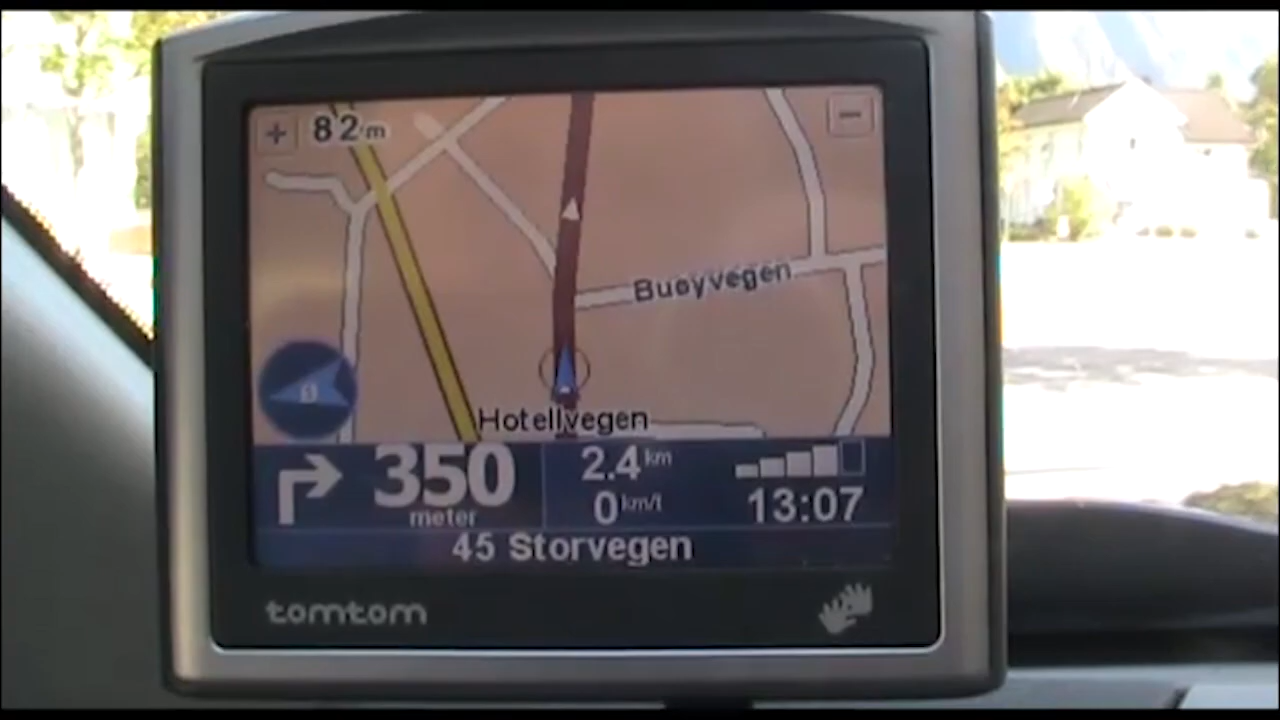 + 82 m −
Buøyvegen
Hotellvegen
350 2.4 km
meter 0 km/t 13:07
45 Storvegen
tomtom